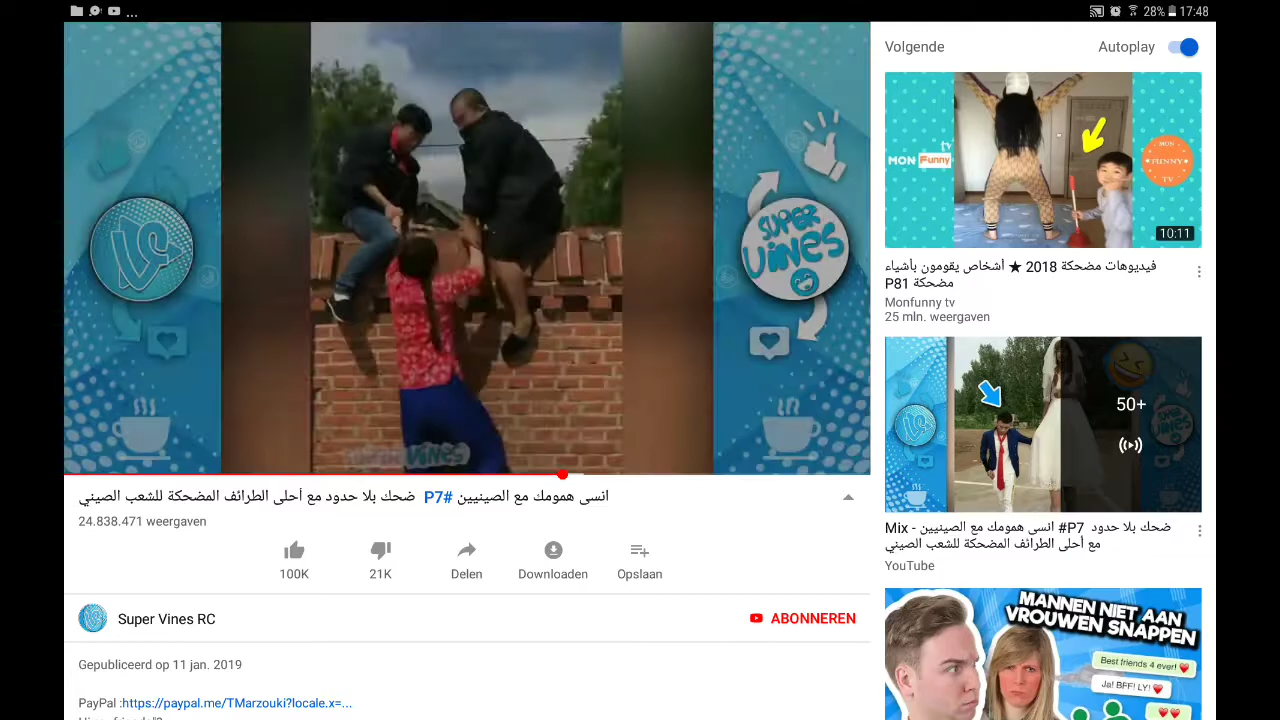 28% 17:48
SUPER
VINES
VINES
انسى همومك مع الصينيين P7# ضحك بلا حدود مع أحلى الطرائف المضحكة للشعب الصيني
24.838.471 weergaven
100K
21K
Delen
Downloaden
Opslaan
Super Vines RC
ABONNEREN
Gepubliceerd op 11 jan. 2019
PayPal :https://paypal.me/TMarzouki?locale.x=...
Volgende
Autoplay
MON Funny tv
MON
FUNNY
TV
10:11
فيديوهات مضحكة 2018 ★ أشخاص يقومون بأشياء
مضحكة P81
Monfunny tv
25 mln. weergaven
50+
Mix - انسى همومك مع الصينيين #P7 ضحك بلا حدود
مع أحلى الطرائف المضحكة للشعب الصيني
YouTube
MANNEN NIET AAN
VROUWEN SNAPPEN
Best friends 4 ever!
Ja! BFF! LY!